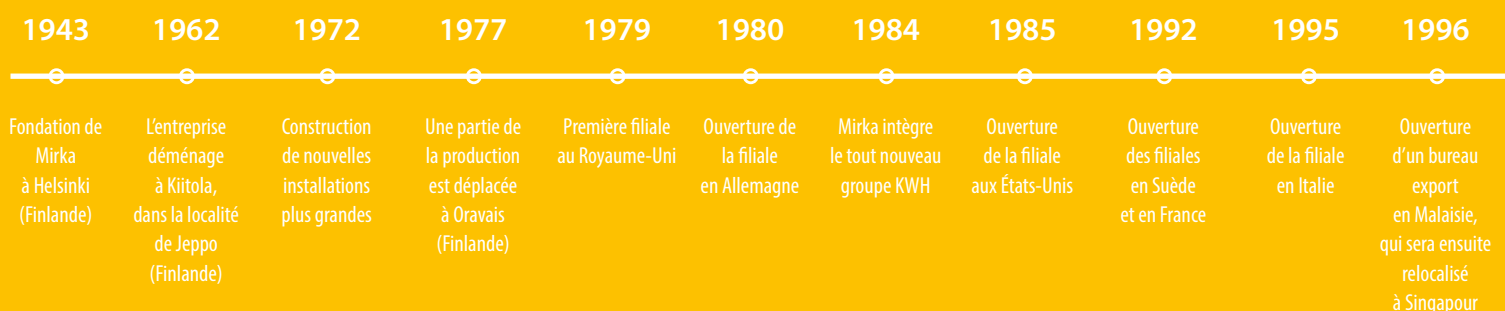 1943
Fondation de
Mirka
à Helsinki
(Finlande)
1962
L'entreprise
déménage
à Kiitola,
dans la localité
de Jeppo
(Finlande)
1972
Construction
de nouvelles
installations
plus grandes
1977
Une partie de
la production
est déplacée
à Oravais
(Finlande)
1979
Première filiale
au Royaume-Uni
1980
Ouverture de
la filiale
en Allemagne
1984
Mirka intègre
le tout nouveau
groupe KWH
1985
Ouverture
de la filiale
aux États-Unis
1992
Ouverture
des filiales
en Suède
et en France
1995
Ouverture
de la filiale
en Italie
1996
Ouverture
d'un bureau
export
en Malaisie,
qui sera ensuite
relocalisé
à Singapour